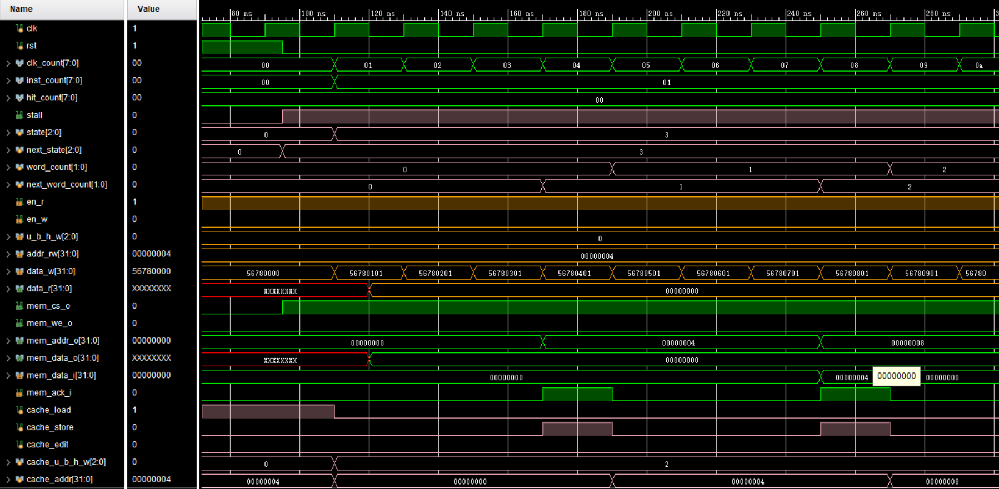 Name Value 80 ns 100 ns 120 ns 140 ns 160 ns 180 ns 200 ns 220 ns 240 ns 260 ns 280 ns
clk 1
rst 1
clk_count[7:0] 00 00 01 02 03 04 05 06 07 08 09 0a
inst_count[7:0] 00 00 01
hit_count[7:0] 00 00
stall 0
state[2:0] 0 0 3
next_state[2:0] 0 0 3
word_count[1:0] 0 0 1 2
next_word_count[1:0] 0 0 1 2
en_r 1
en_w 0
u_b_h_w[2:0] 0 0
addr_rw[31:0] 00000004 00000004
data_w[31:0] 56780000 56780000 56780101 56780201 56780301 56780401 56780501 56780601 56780701 56780801 56780901 56780
data_r[31:0] XXXXXXXX XXXXXXXX 00000000
mem_cs_o 0
mem_we_o 0
mem_addr_o[31:0] 00000000 00000000 00000004 00000008
mem_data_o[31:0] XXXXXXXX XXXXXXXX 00000000
mem_data_i[31:0] 00000000 00000000 00000004 00000000 00000000
mem_ack_i 0
cache_load 1
cache_store 0
cache_edit 0
cache_u_b_h_w[2:0] 0 0 2
cache_addr[31:0] 00000004 00000004 00000000 00000004 00000008